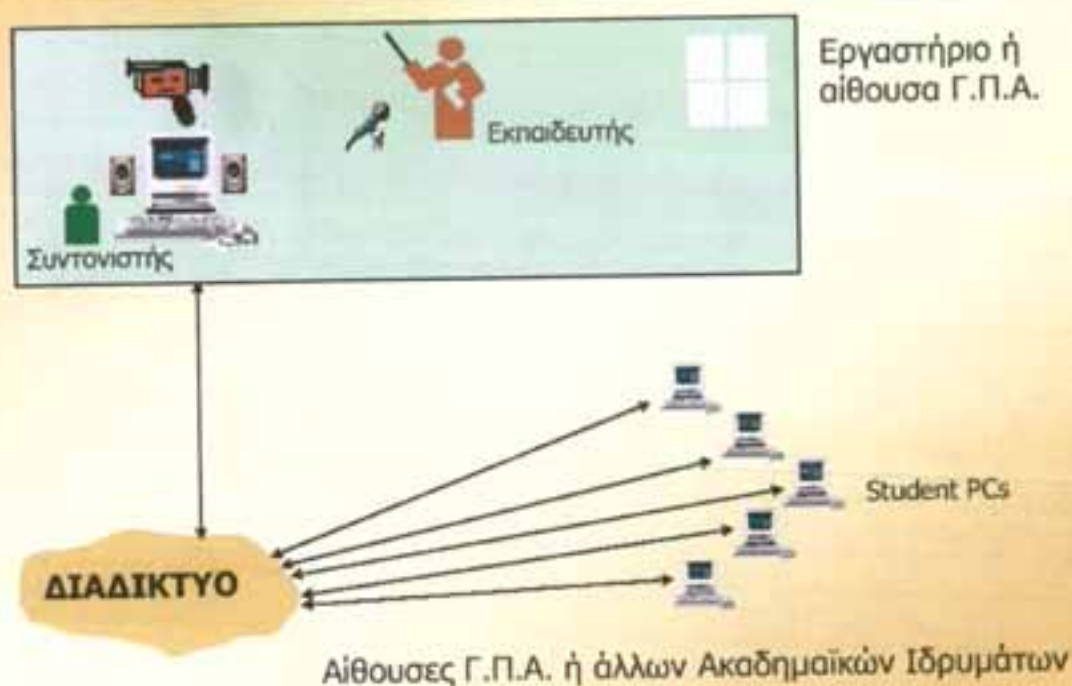 Εργαστήριο ή
αίθουσα Γ.Π.Α.
Εκπαιδευτής
Συντονιστής
Student PCs
ΔΙΑΔΙΚΤΥΟ
Αίθουσες Γ.Π.Α. ή άλλων Ακαδημαϊκών Ιδρυμάτων